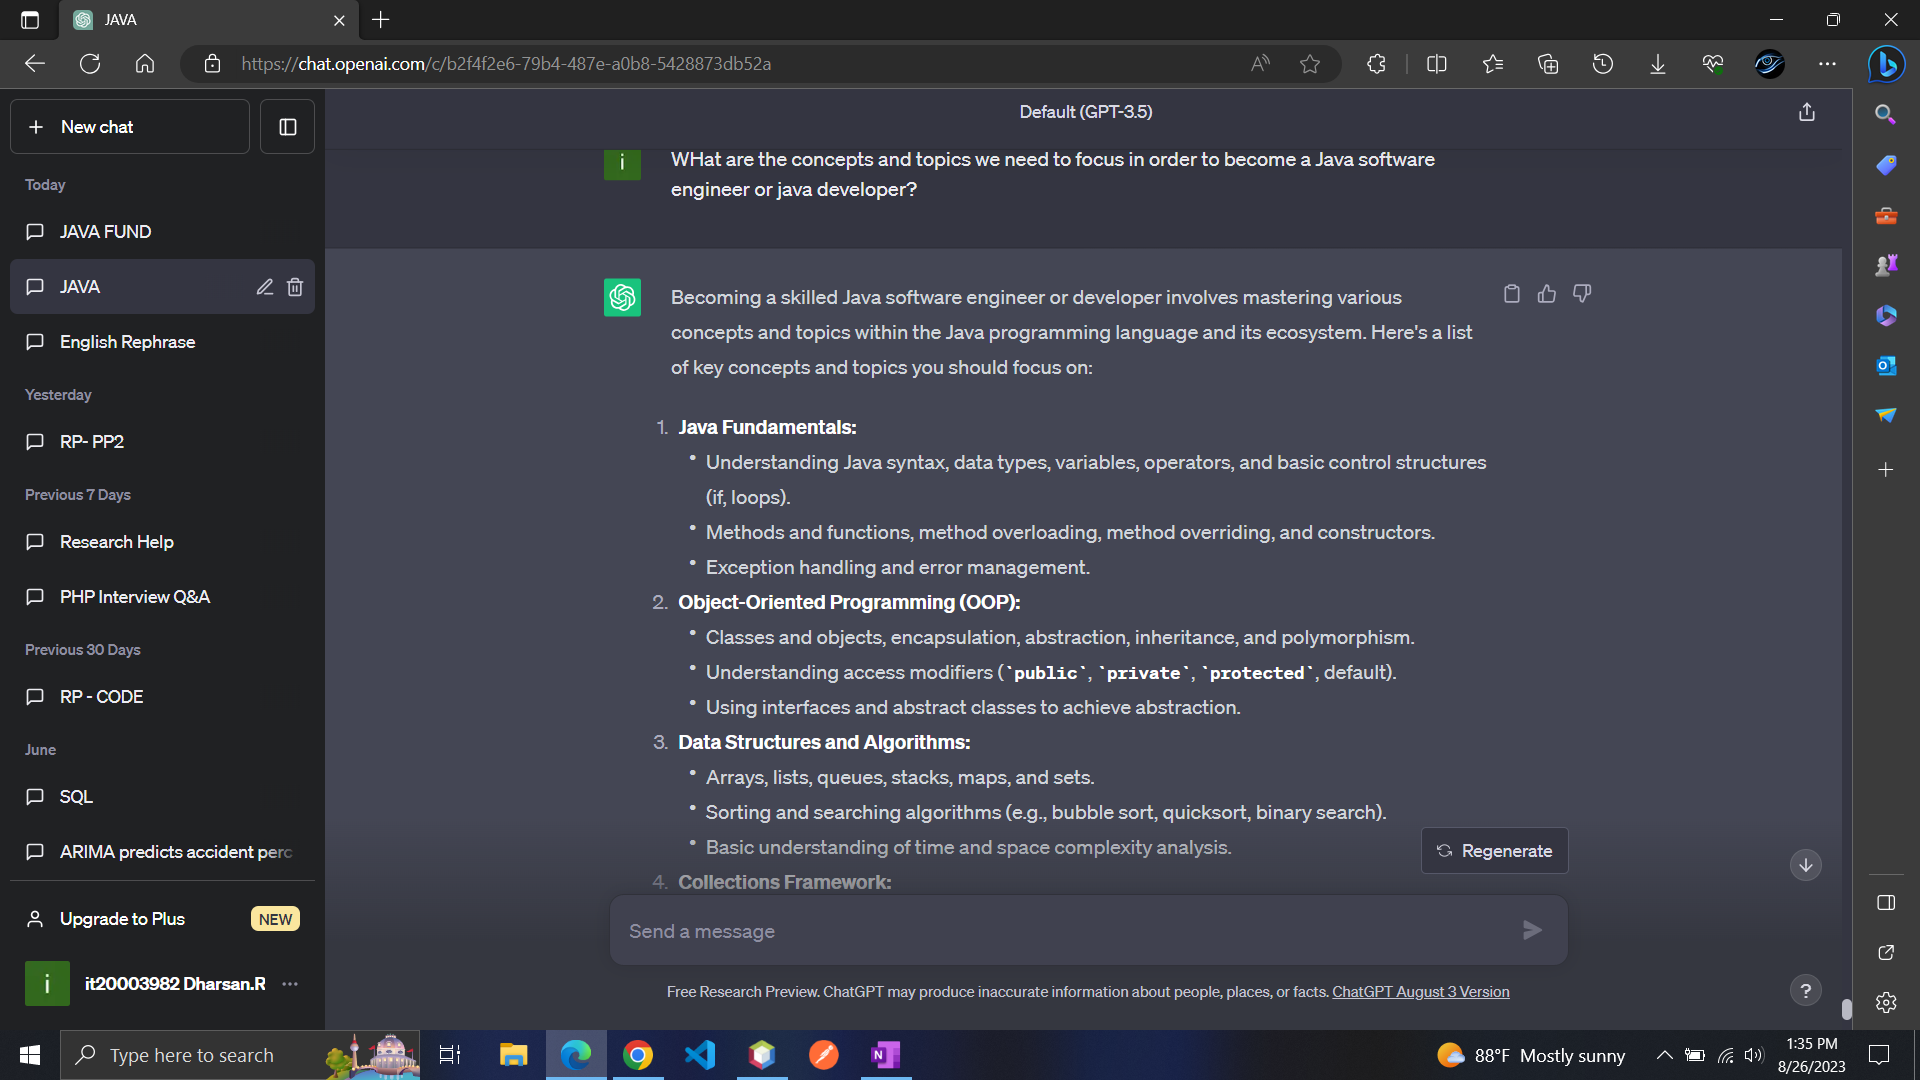 JAVA
https://chat.openai.com/c/b2f4f2e6-79b4-487e-a0b8-5428873db52a
New chat
Today
JAVA FUND
JAVA
English Rephrase
Yesterday
RP- PP2
Previous 7 Days
Research Help
PHP Interview Q&A
Previous 30 Days
RP - CODE
June
SQL
ARIMA predicts accident perc
Upgrade to Plus NEW
i it20003982 Dharsan.R
Default (GPT-3.5)
i WHat are the concepts and topics we need to focus in order to become a Java software
engineer or java developer?
Becoming a skilled Java software engineer or developer involves mastering various
concepts and topics within the Java programming language and its ecosystem. Here's a list
of key concepts and topics you should focus on:
1. Java Fundamentals:
• Understanding Java syntax, data types, variables, operators, and basic control structures
(if, loops).
• Methods and functions, method overloading, method overriding, and constructors.
• Exception handling and error management.
2. Object-Oriented Programming (OOP):
• Classes and objects, encapsulation, abstraction, inheritance, and polymorphism.
• Understanding access modifiers (`public`, `private`, `protected`, default).
• Using interfaces and abstract classes to achieve abstraction.
3. Data Structures and Algorithms:
• Arrays, lists, queues, stacks, maps, and sets.
• Sorting and searching algorithms (e.g., bubble sort, quicksort, binary search).
• Basic understanding of time and space complexity analysis.
4. Collections Framework:
Regenerate
Send a message
Free Research Preview. ChatGPT may produce inaccurate information about people, places, or facts. ChatGPT August 3 Version
?
Type here to search
N
88°F Mostly sunny
1:35 PM
8/26/2023